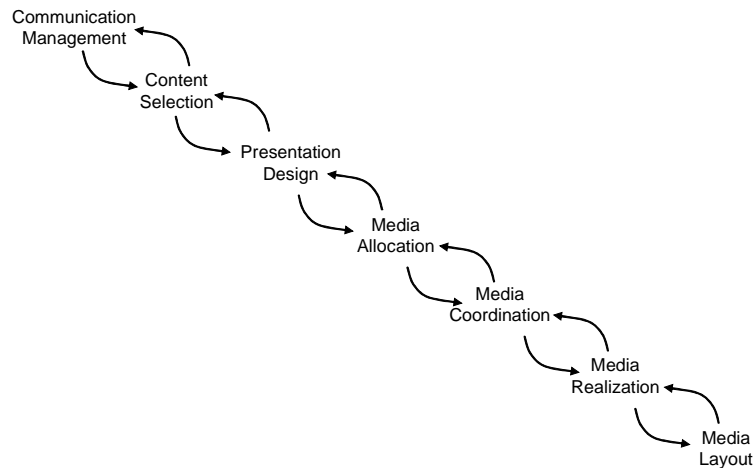 Communication
Management
Content
Selection
Presentation
Design
Media
Allocation
Media
Coordination
Media
Realization
Media
Layout